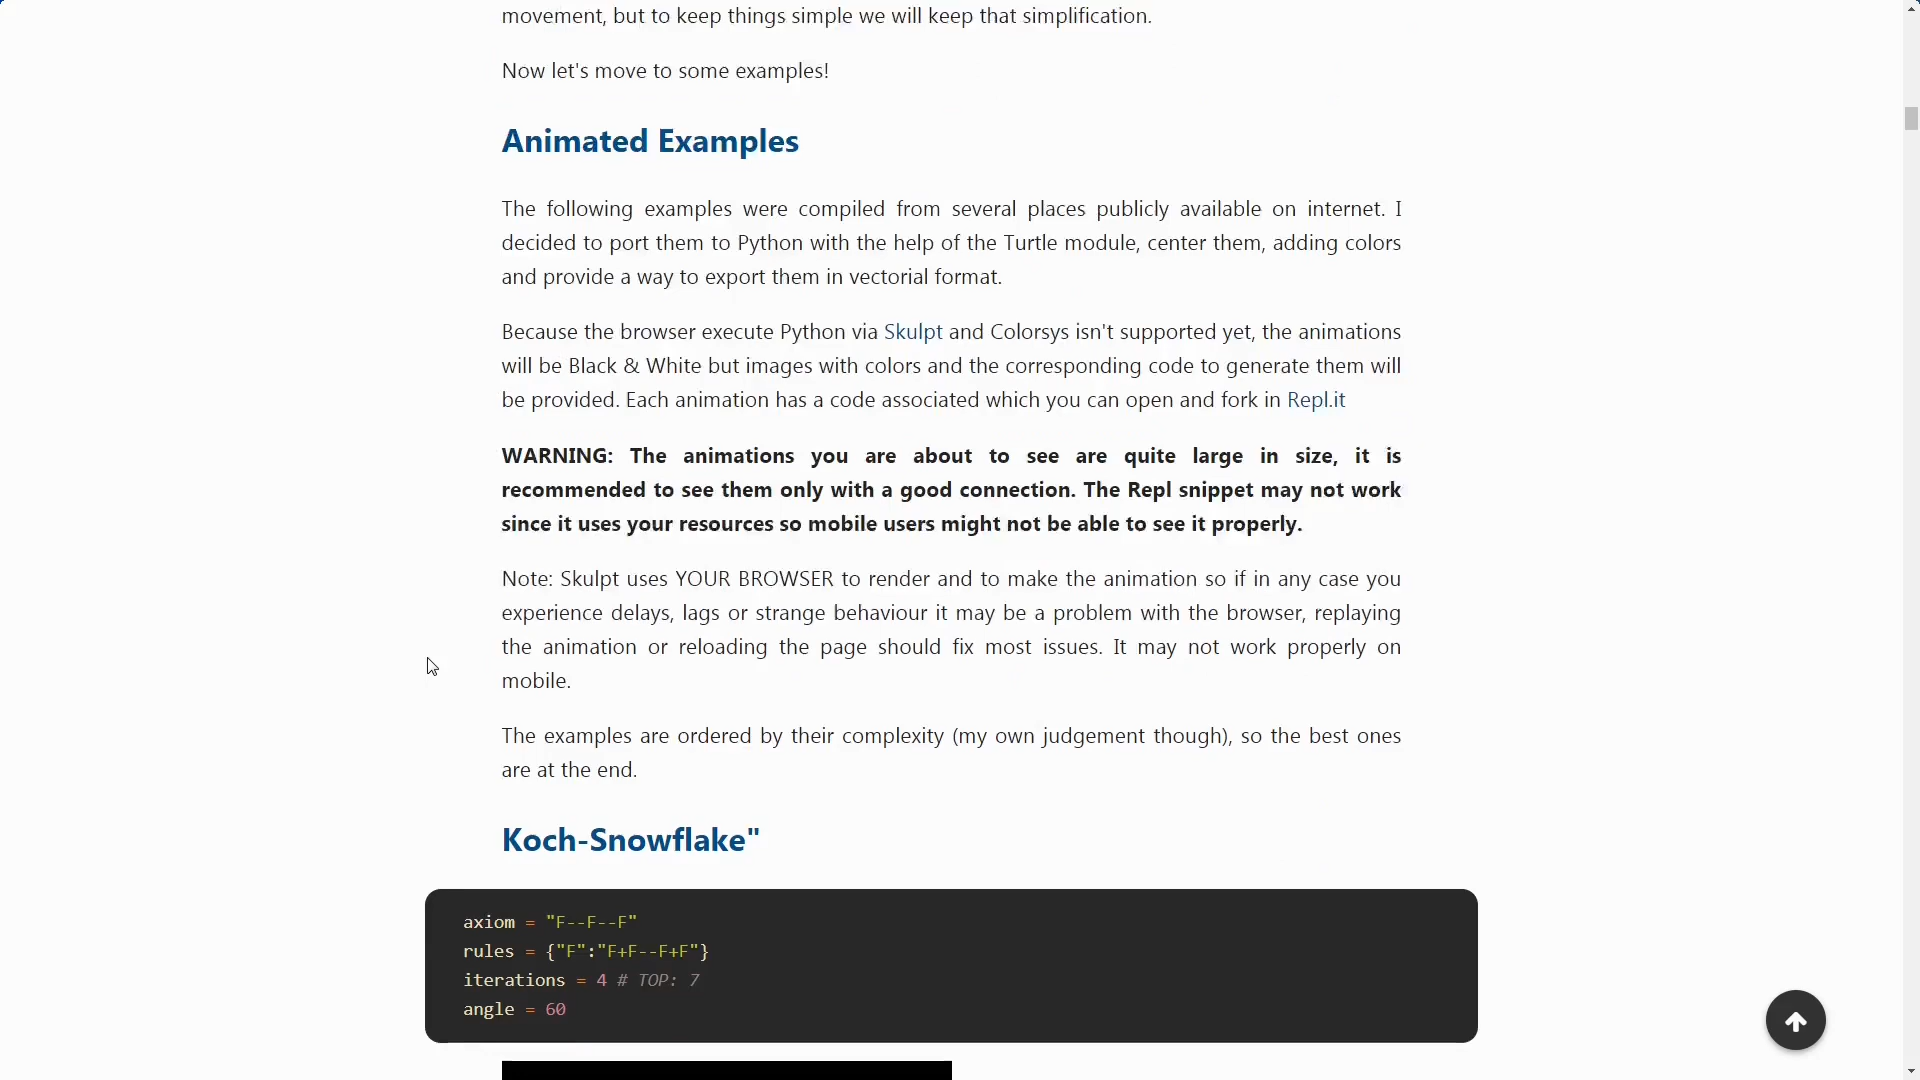 movement, but to keep things simple we will keep that simplification.
Now let's move to some examples!
Animated Examples
The following examples were compiled from several places publicly available on internet. I
decided to port them to Python with the help of the Turtle module, center them, adding colors
and provide a way to export them in vectorial format.
Because the browser execute Python via Skulpt and Colorsys isn't supported yet, the animations
will be Black & White but images with colors and the corresponding code to generate them will
be provided. Each animation has a code associated which you can open and fork in Repl.it
WARNING: The animations you are about to see are quite large in size, it is
recommended to see them only with a good connection. The Repl snippet may not work
since it uses your resources so mobile users might not be able to see it properly.
Note: Skulpt uses YOUR BROWSER to render and to make the animation so if in any case you
experience delays, lags or strange behaviour it may be a problem with the browser, replaying
the animation or reloading the page should fix most issues. It may not work properly on
mobile.
The examples are ordered by their complexity (my own judgement though), so the best ones
are at the end.
Koch-Snowflake"
axiom = "F--F--F"
rules = {"F":"F+F--F+F"}
iterations = 4 # TOP: 7
angle = 60